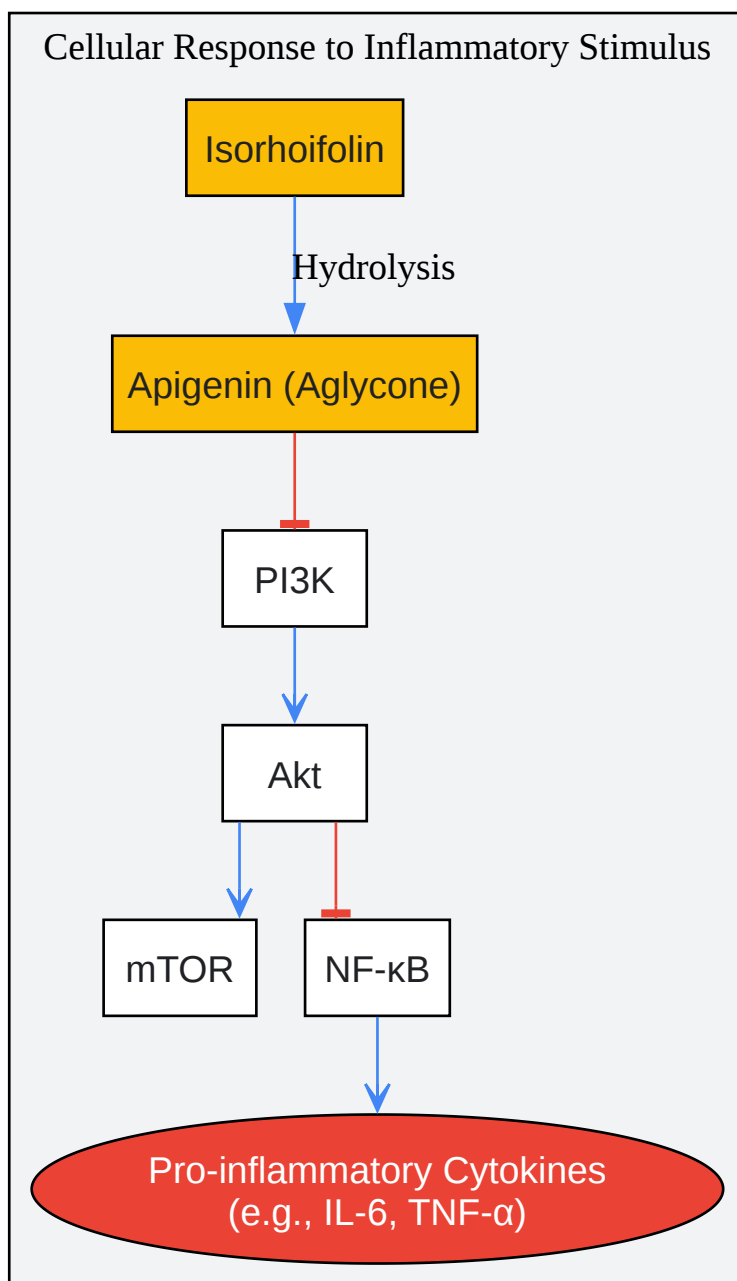 Cellular Response to Inflammatory Stimulus
Isorhoifolin
Hydrolysis
Apigenin (Aglycone)
PI3K
Akt
mTOR
NF-κB
Pro-inflammatory Cytokines
(e.g., IL-6, TNF-α)